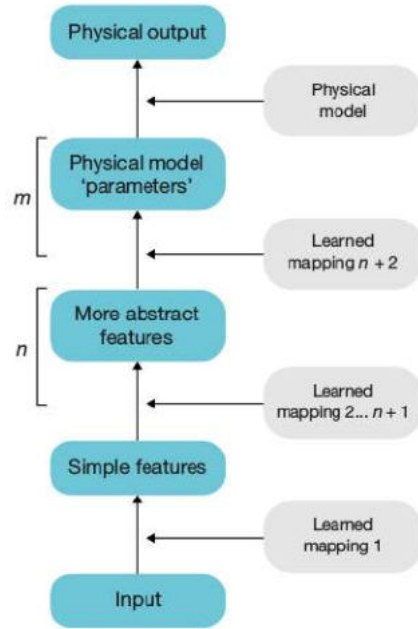 Physical output
Physical
model
Physical model
'parameters'
m
Learned
mapping n + 2
More abstract
features
n
Learned
mapping 2... n + 1
Simple features
Learned
mapping 1
Input